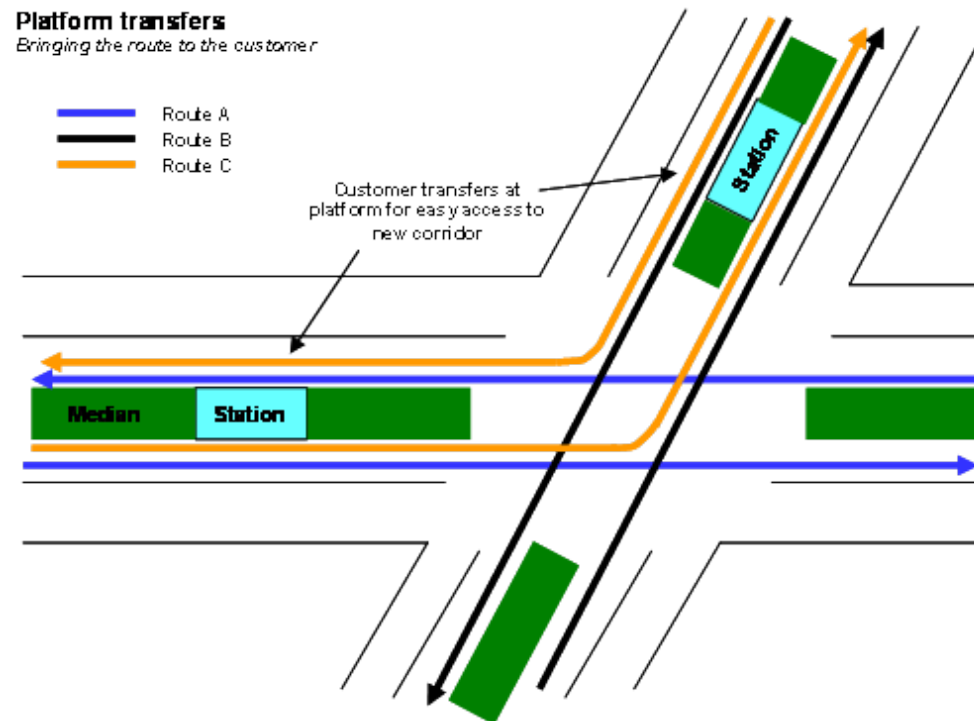 Platform transfers
Bringing the route to the customer
Route A
Route B
Route C
Customer transfers at
platform for easy access to
new corridor
Station
Median
Station